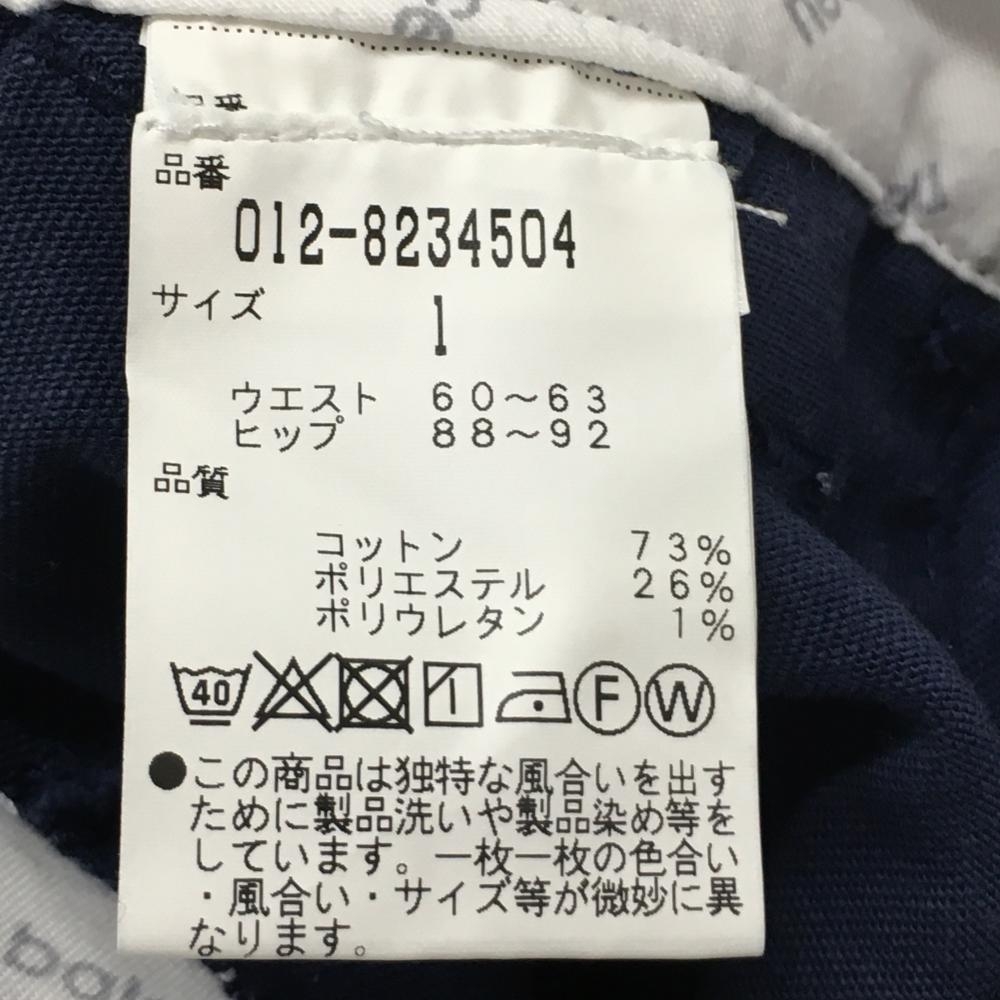 品番
012-8234504
サイズ
1
ウエスト 60～63
ヒップ 88～92
品質
コットン 73%
ポリエステル 26%
ポリウレタン 1%
40 F W
●この商品は独特な風合いを出す
ために製品洗いや製品染め等を
しています。一枚一枚の色合い
・風合い・サイズ等が微妙に異
なります。